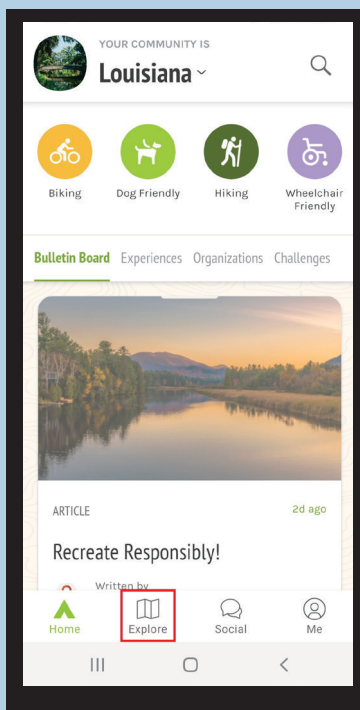 YOUR COMMUNITY IS
Louisiana
Biking
Dog Friendly
Hiking
Wheelchair
Friendly
Bulletin Board Experiences Organizations Challenges
ARTICLE 2d ago
Recreate Responsibly!
Written by
Home Explore Social Me